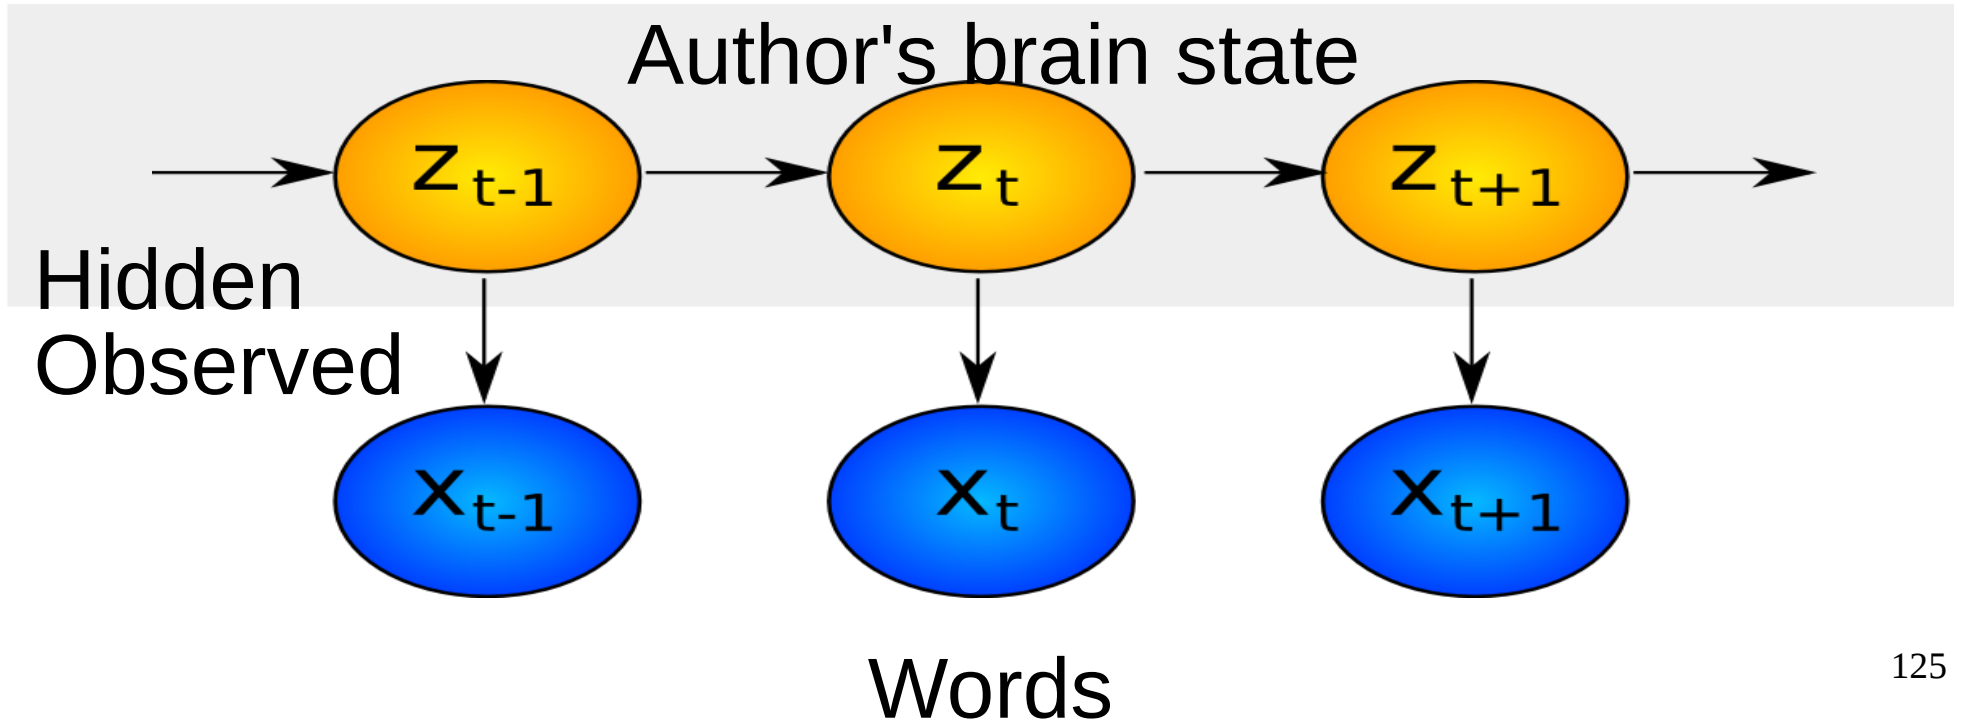 Author's brain state
z t-1 z t z t+1
Hidden
Observed
x t-1 x t x t+1
Words
125